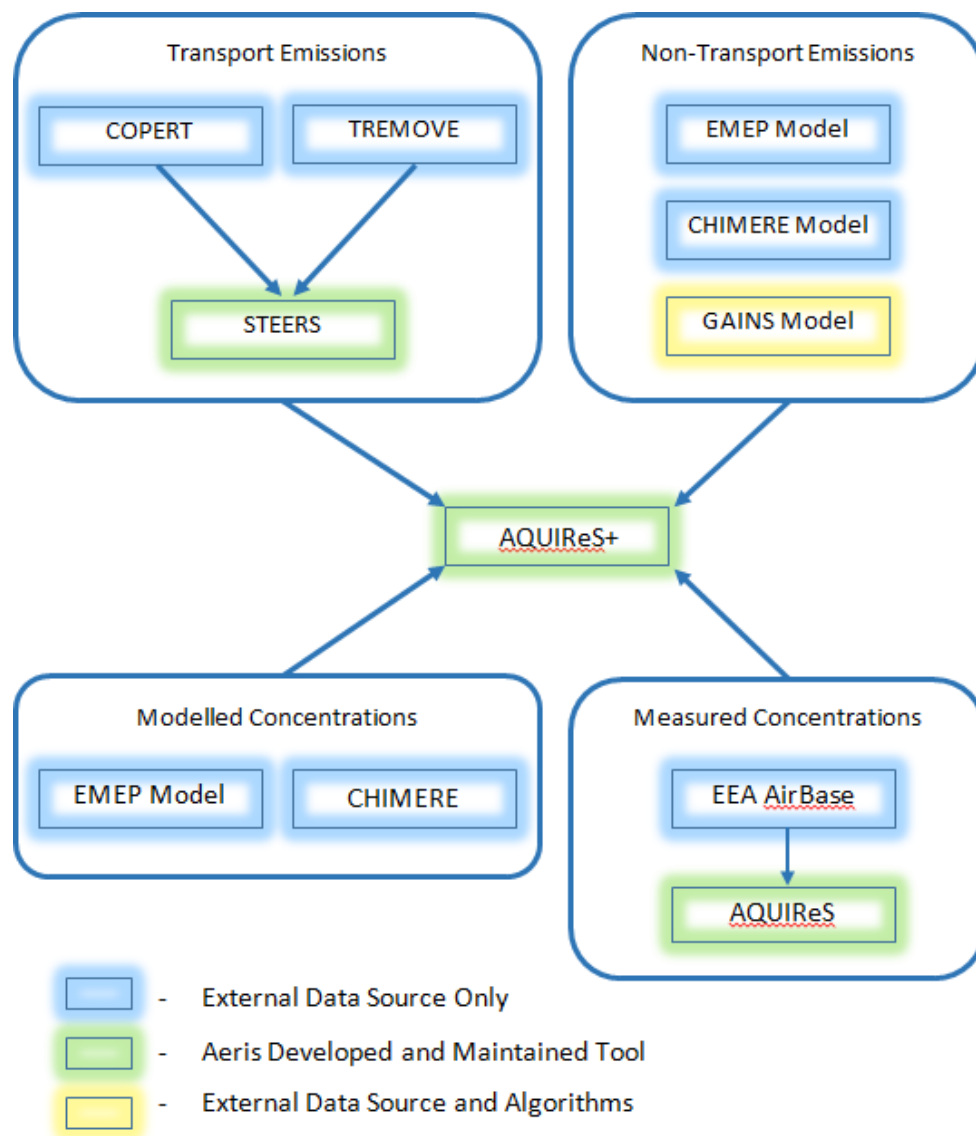 Transport Emissions
COPERT
TREMOVE
STEERS
Non-Transport Emissions
EMEP Model
CHIMERE Model
GAINS Model
AQUIReS+
Modelled Concentrations
EMEP Model
CHIMERE
Measured Concentrations
EEA AirBase
AQUIReS
- External Data Source Only
- Aeris Developed and Maintained Tool
- External Data Source and Algorithms